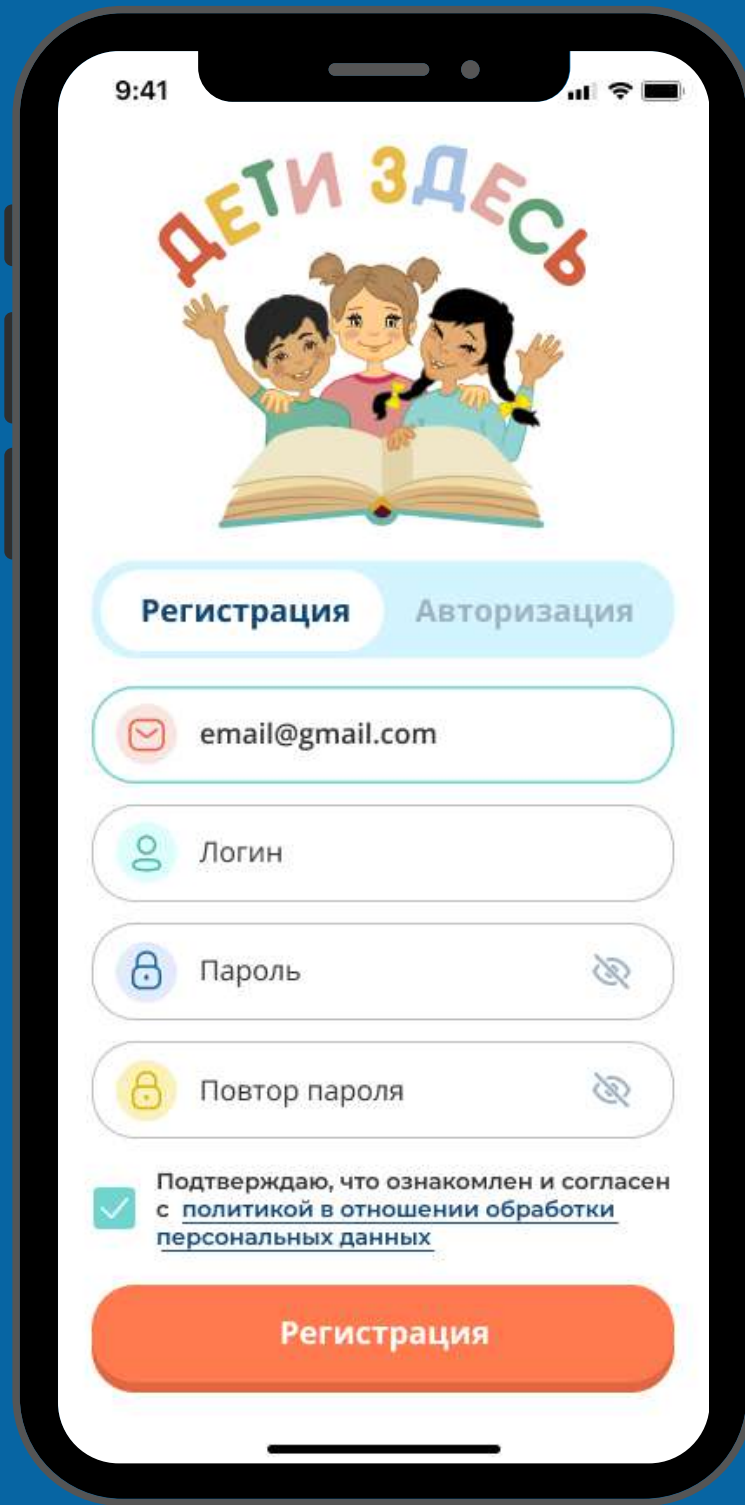 9:41
ДЕТИ ЗДЕСЬ
Регистрация Авторизация
email@gmail.com
Логин
Пароль
Повтор пароля
Подтверждаю, что ознакомлен и согласен
с политикой в отношении обработки
персональных данных
Регистрация